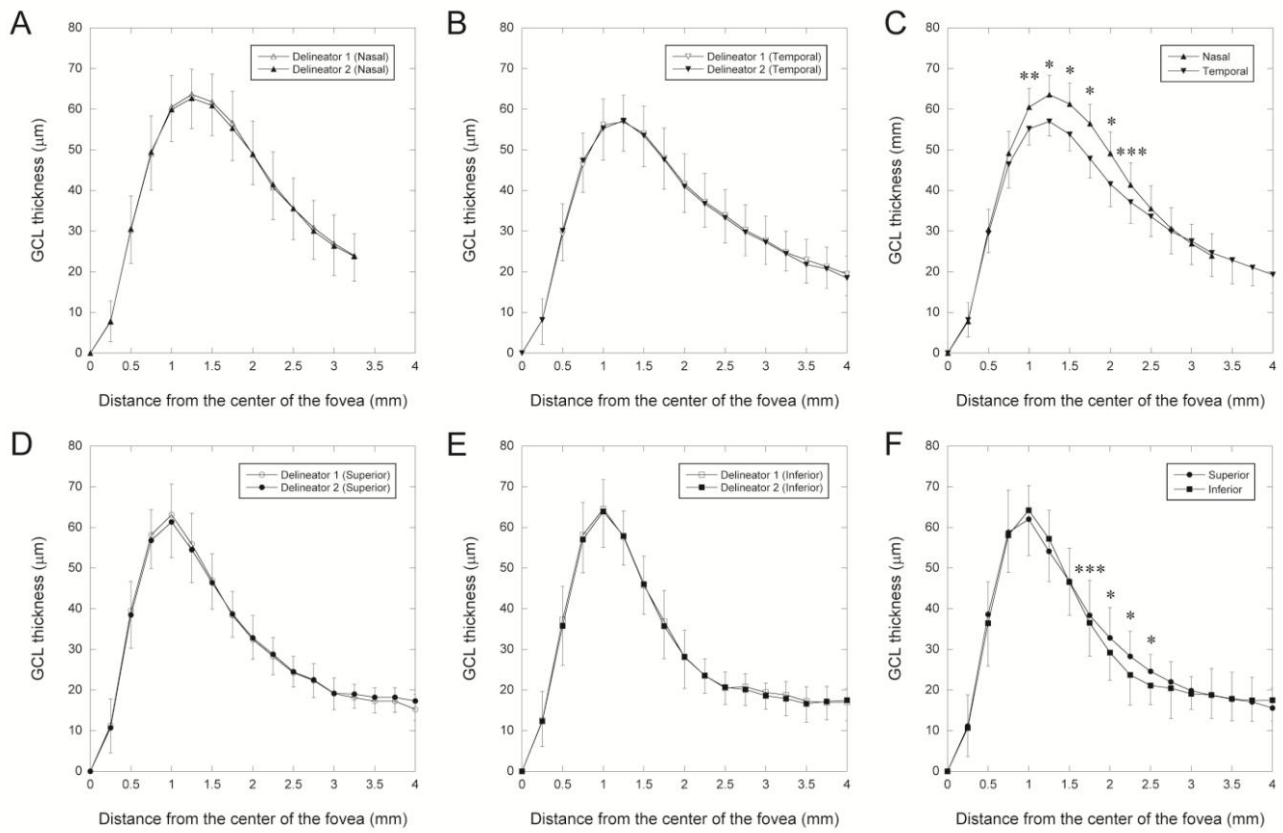 A
Delineator 1 (Nasal)
Delineator 2 (Nasal)
GCL thickness (μm)
80
70
60
50
40
30
20
10
0
0 0.5 1 1.5 2 2.5 3 3.5 4
Distance from the center of the fovea (mm)
B
Delineator 1 (Temporal)
Delineator 2 (Temporal)
GCL thickness (μm)
80
70
60
50
40
30
20
10
0
0 0.5 1 1.5 2 2.5 3 3.5 4
Distance from the center of the fovea (mm)
C
Nasal
Temporal
** * * * * ***
GCL thickness (mm)
80
70
60
50
40
30
20
10
0
0 0.5 1 1.5 2 2.5 3 3.5 4
Distance from the center of the fovea (mm)
D
Delineator 1 (Superior)
Delineator 2 (Superior)
GCL thickness (μm)
80
70
60
50
40
30
20
10
0
0 0.5 1 1.5 2 2.5 3 3.5 4
Distance from the center of the fovea (mm)
E
Delineator 1 (Inferior)
Delineator 2 (Inferior)
GCL thickness (μm)
80
70
60
50
40
30
20
10
0
0 0.5 1 1.5 2 2.5 3 3.5 4
Distance from the center of the fovea (mm)
F
Superior
Inferior
*** * * *
GCL thickness (μm)
80
70
60
50
40
30
20
10
0
0 0.5 1 1.5 2 2.5 3 3.5 4
Distance from the center of the fovea (mm)